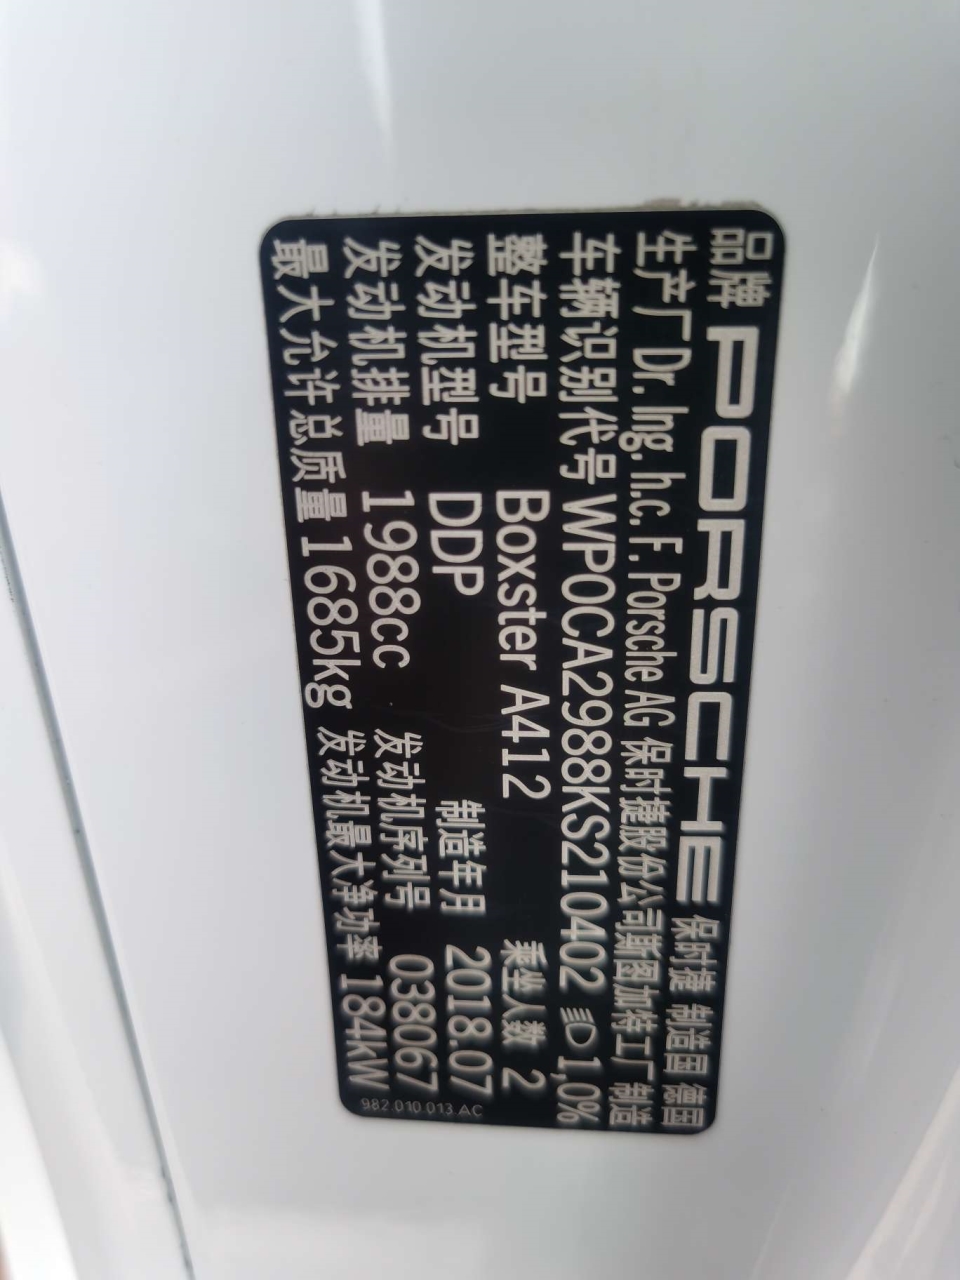 品牌 PORSCHE 保时捷 制造国 德国
生产厂 Dr. Ing. h.c. F. Porsche AG 保时捷股份公司斯图加特工厂制造
车辆识别代号 WP0CA2988KS210402 1,0%
整车型号 Boxster A412 乘坐人数 2
发动机型号 DDP 制造年月 2018.07
发动机排量 1988cc 发动机序列号 038067
最大允许总质量 1685kg 发动机最大净功率 184kW
982.010.013 AC